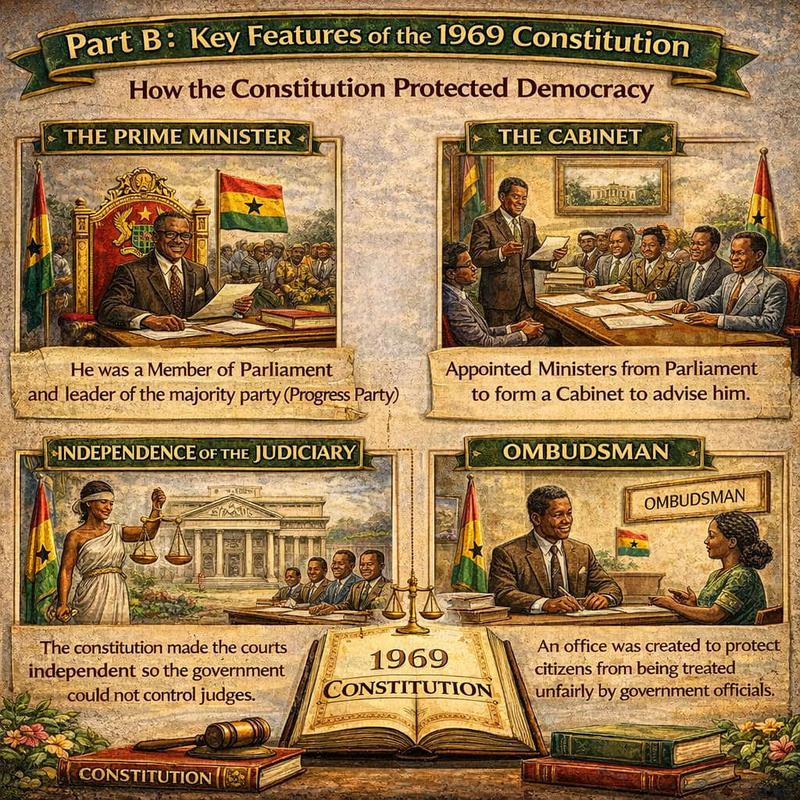 Part B: Key Features of the 1969 Constitution
How the Constitution Protected Democracy
THE PRIME MINISTER
He was a Member of Parliament
and leader of the majority party (Progress Party)
THE CABINET
Appointed Ministers from Parliament
to form a Cabinet to advise him.
INDEPENDENCE OF THE JUDICIARY
The constitution made the courts
independent so the government
could not control judges.
OMBUDSMAN
OMBUDSMAN
An office was created to protect
citizens from being treated
unfairly by government officials.
1969
CONSTITUTION
CONSTITUTION